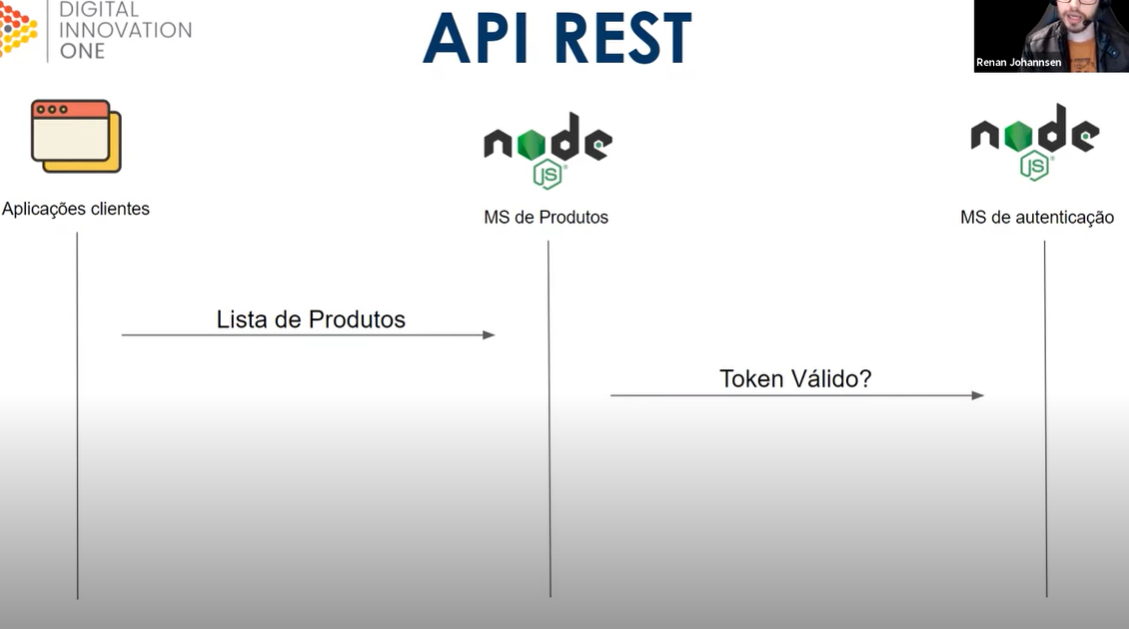 DIGITAL
INNOVATION
ONE
API REST
Renan Johannsen
node
JS
node
JS
Aplicações clientes
MS de Produtos
MS de autenticação
Lista de Produtos
Token Válido?